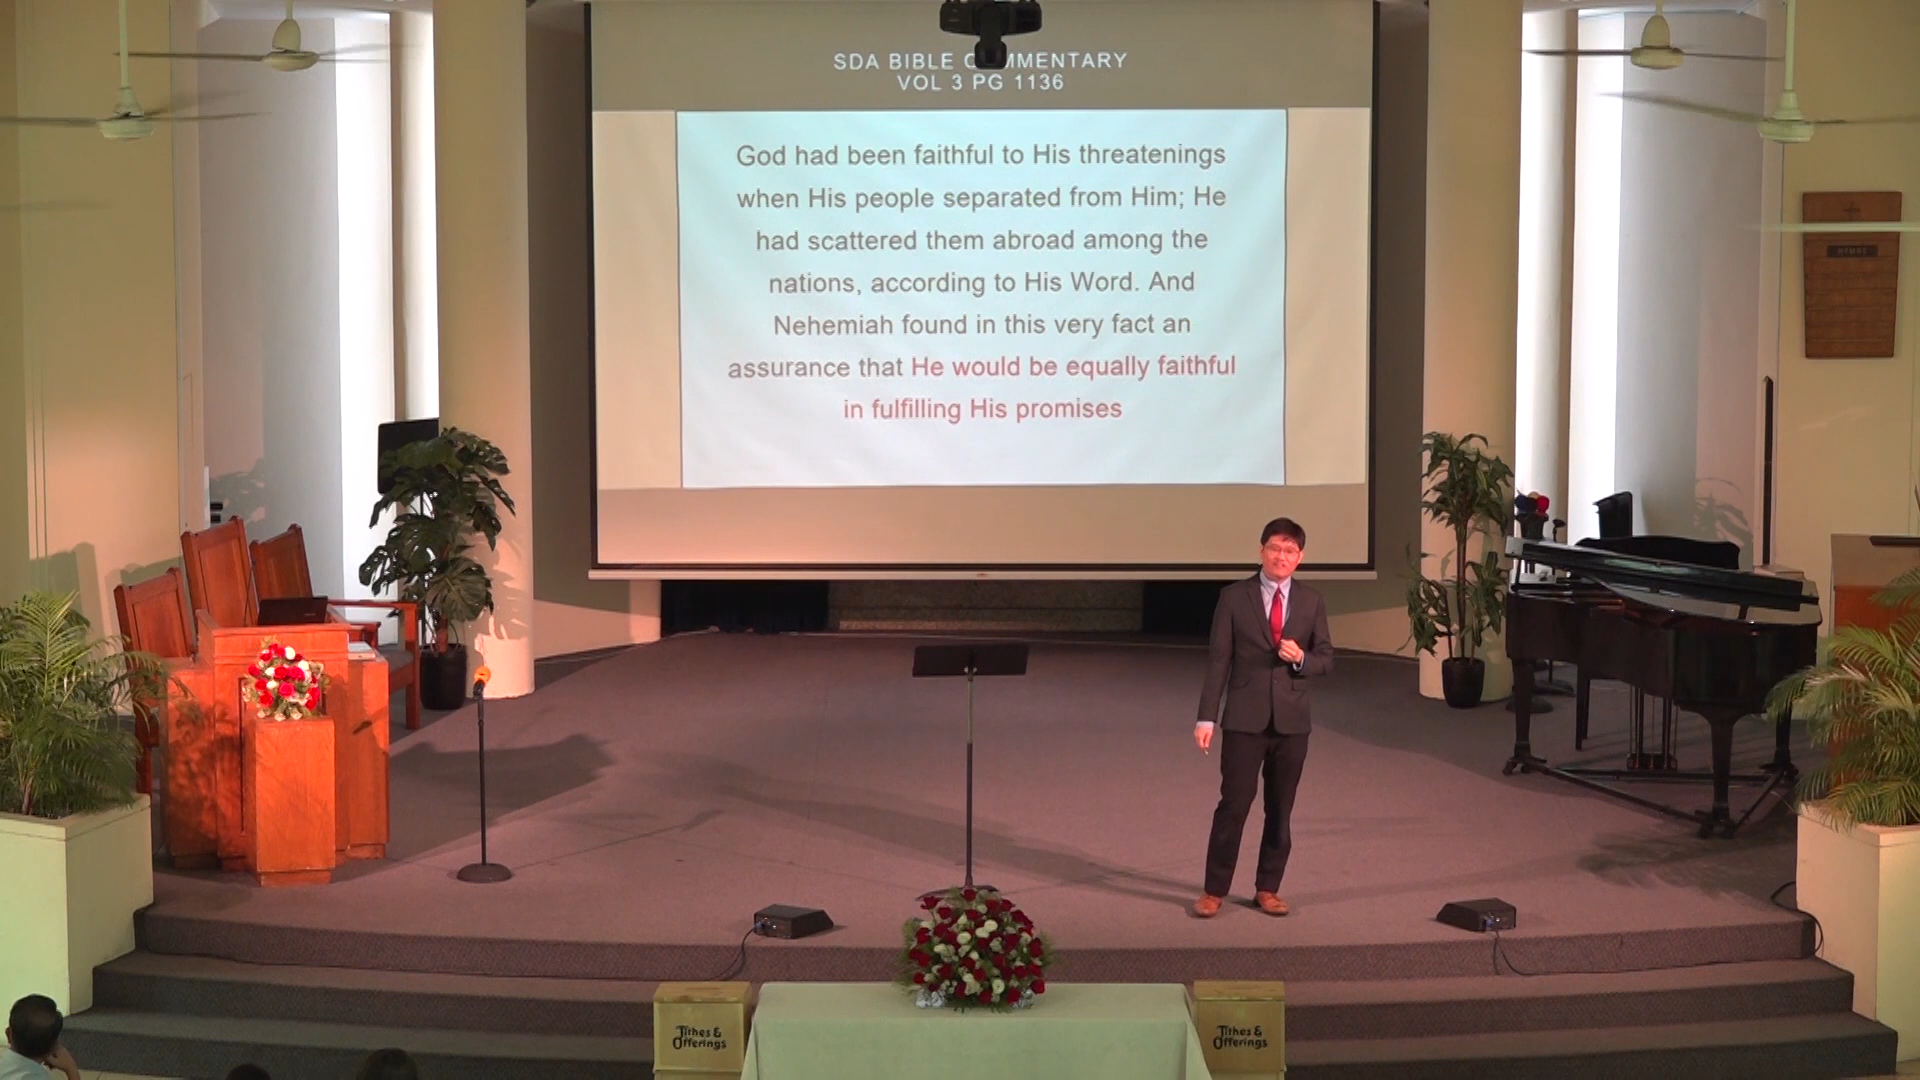 SDA BIBLE COMMENTARY
VOL 3 PG 1136
God had been faithful to His threatenings
when His people separated from Him; He
had scattered them abroad among the
nations, according to His Word. And
Nehemiah found in this very fact an
assurance that He would be equally faithful
in fulfilling His promises
HYMNS
Tithes &
Offerings
Tithes &
Offerings